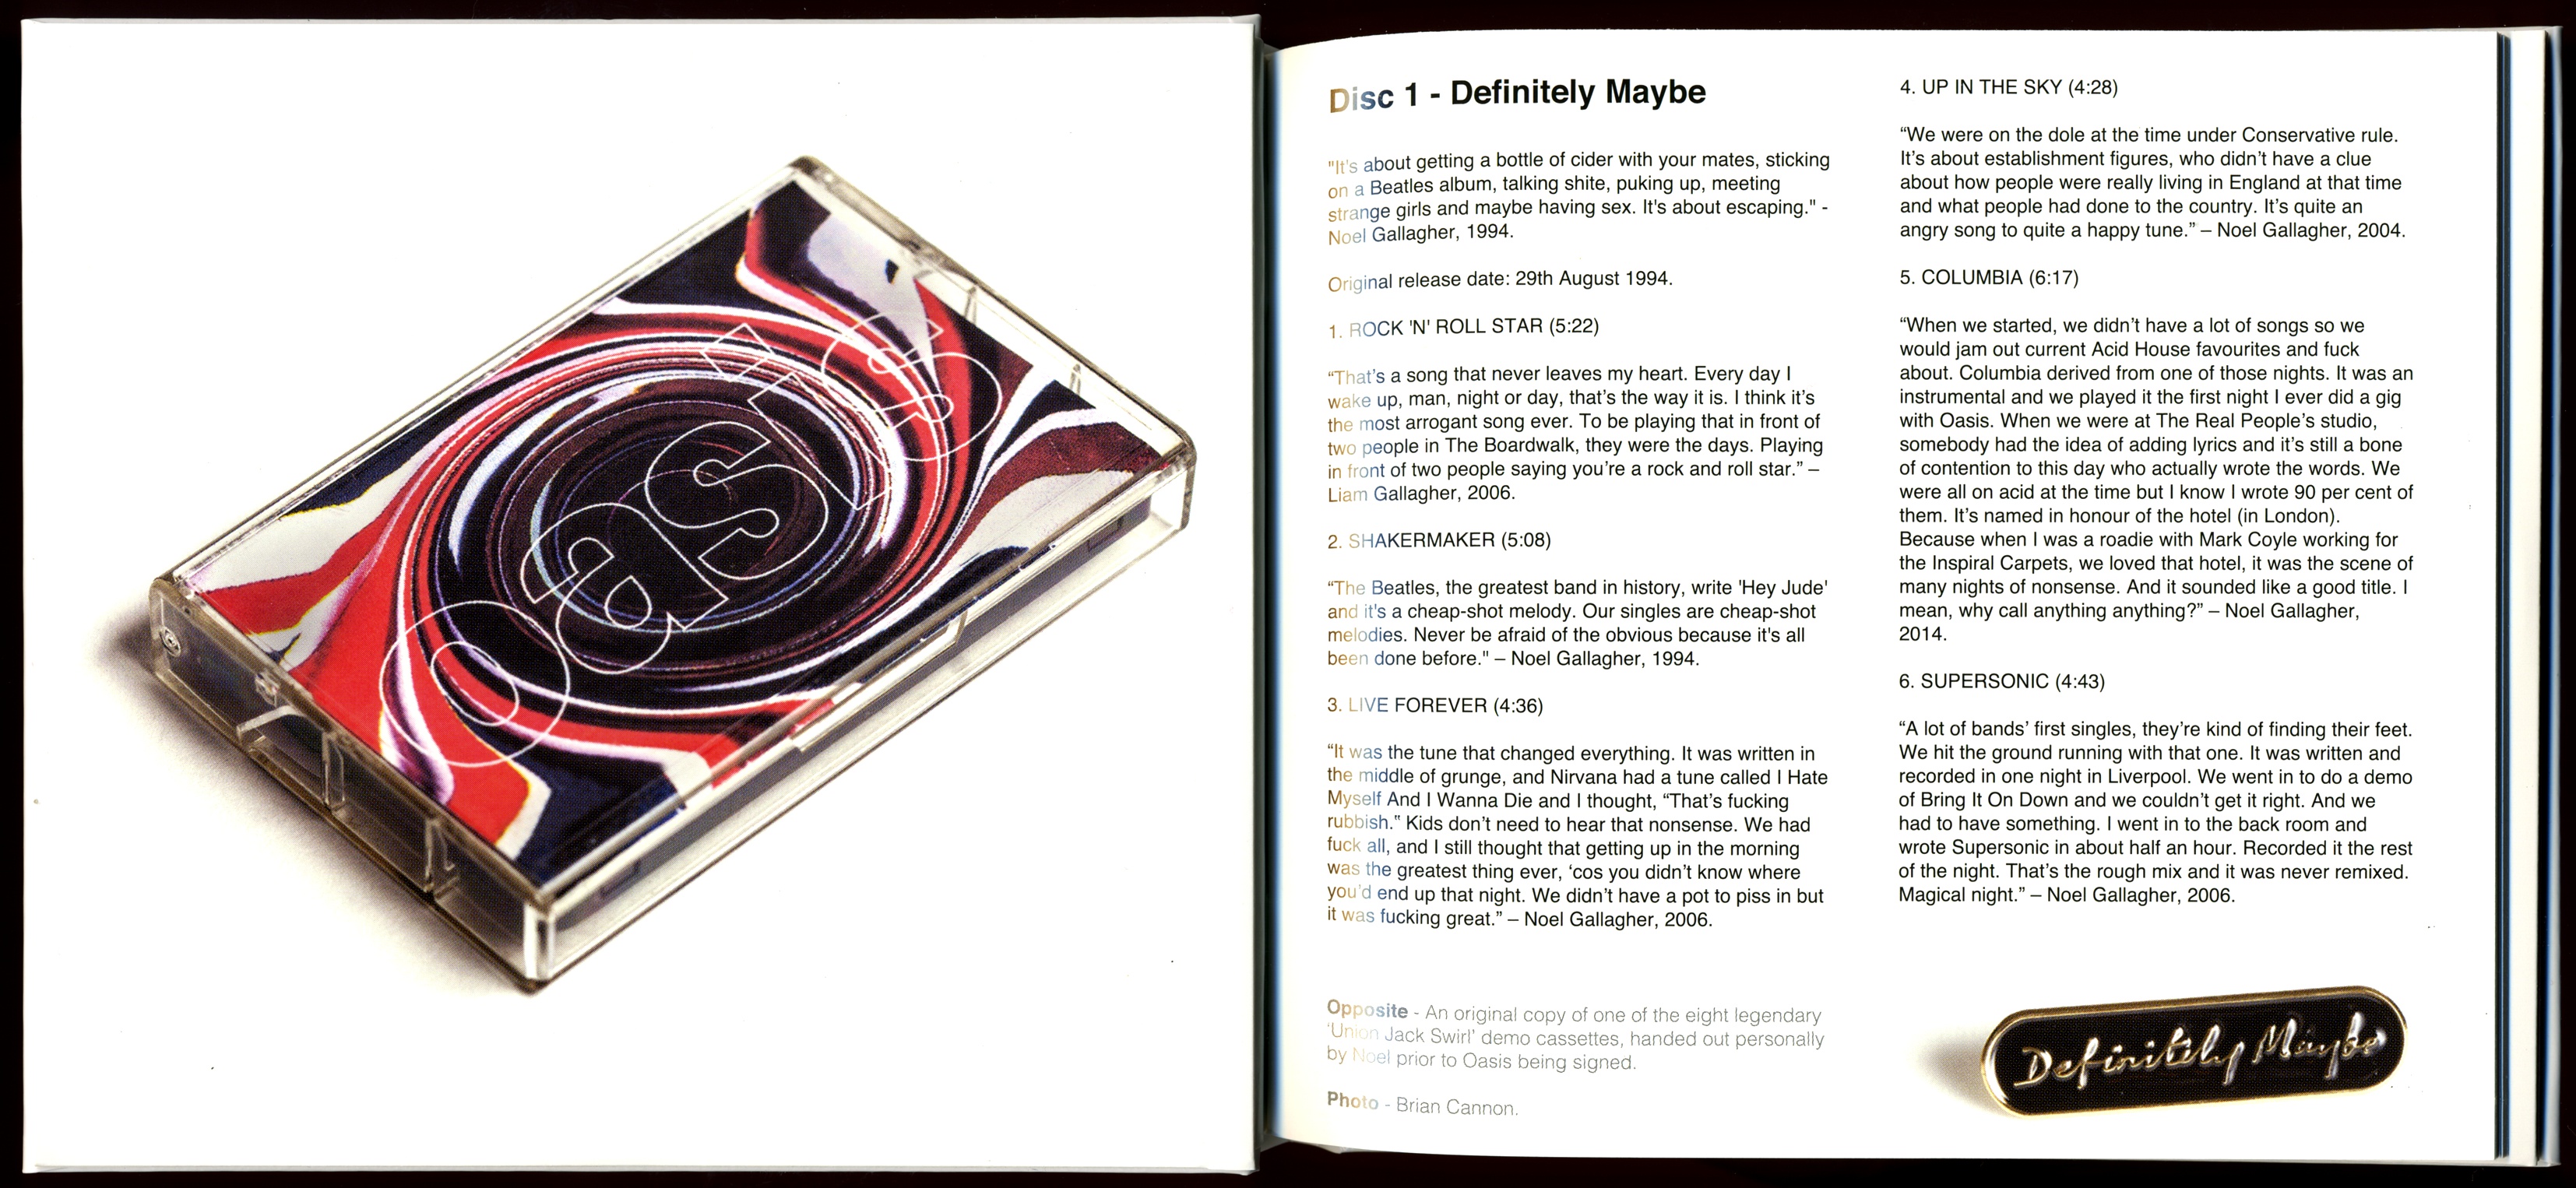 oasis
Disc 1 - Definitely Maybe
"It's about getting a bottle of cider with your mates, sticking
on a Beatles album, talking shite, puking up, meeting
strange girls and maybe having sex. It's about escaping." -
Noel Gallagher, 1994.
Original release date: 29th August 1994.
1. ROCK 'N' ROLL STAR (5:22)
“That’s a song that never leaves my heart. Every day I
wake up, man, night or day, that’s the way it is. I think it’s
the most arrogant song ever. To be playing that in front of
two people in The Boardwalk, they were the days. Playing
in front of two people saying you’re a rock and roll star.” –
Liam Gallagher, 2006.
2. SHAKERMAKER (5:08)
“The Beatles, the greatest band in history, write 'Hey Jude'
and it's a cheap-shot melody. Our singles are cheap-shot
melodies. Never be afraid of the obvious because it's all
been done before." – Noel Gallagher, 1994.
3. LIVE FOREVER (4:36)
“It was the tune that changed everything. It was written in
the middle of grunge, and Nirvana had a tune called I Hate
Myself And I Wanna Die and I thought, “That’s fucking
rubbish.” Kids don’t need to hear that nonsense. We had
fuck all, and I still thought that getting up in the morning
was the greatest thing ever, ‘cos you didn’t know where
you’d end up that night. We didn’t have a pot to piss in but
it was fucking great.” – Noel Gallagher, 2006.
Opposite - An original copy of one of the eight legendary
‘Union Jack Swirl’ demo cassettes, handed out personally
by Noel prior to Oasis being signed.
Photo - Brian Cannon.
4. UP IN THE SKY (4:28)
“We were on the dole at the time under Conservative rule.
It’s about establishment figures, who didn’t have a clue
about how people were really living in England at that time
and what people had done to the country. It’s quite an
angry song to quite a happy tune.” – Noel Gallagher, 2004.
5. COLUMBIA (6:17)
“When we started, we didn’t have a lot of songs so we
would jam out current Acid House favourites and fuck
about. Columbia derived from one of those nights. It was an
instrumental and we played it the first night I ever did a gig
with Oasis. When we were at The Real People’s studio,
somebody had the idea of adding lyrics and it’s still a bone
of contention to this day who actually wrote the words. We
were all on acid at the time but I know I wrote 90 per cent of
them. It’s named in honour of the hotel (in London).
Because when I was a roadie with Mark Coyle working for
the Inspiral Carpets, we loved that hotel, it was the scene of
many nights of nonsense. And it sounded like a good title. I
mean, why call anything anything?” – Noel Gallagher,
2014.
6. SUPERSONIC (4:43)
“A lot of bands’ first singles, they’re kind of finding their feet.
We hit the ground running with that one. It was written and
recorded in one night in Liverpool. We went in to do a demo
of Bring It On Down and we couldn’t get it right. And we
had to have something. I went in to the back room and
wrote Supersonic in about half an hour. Recorded it the rest
of the night. That’s the rough mix and it was never remixed.
Magical night.” – Noel Gallagher, 2006.
Definitely Maybe